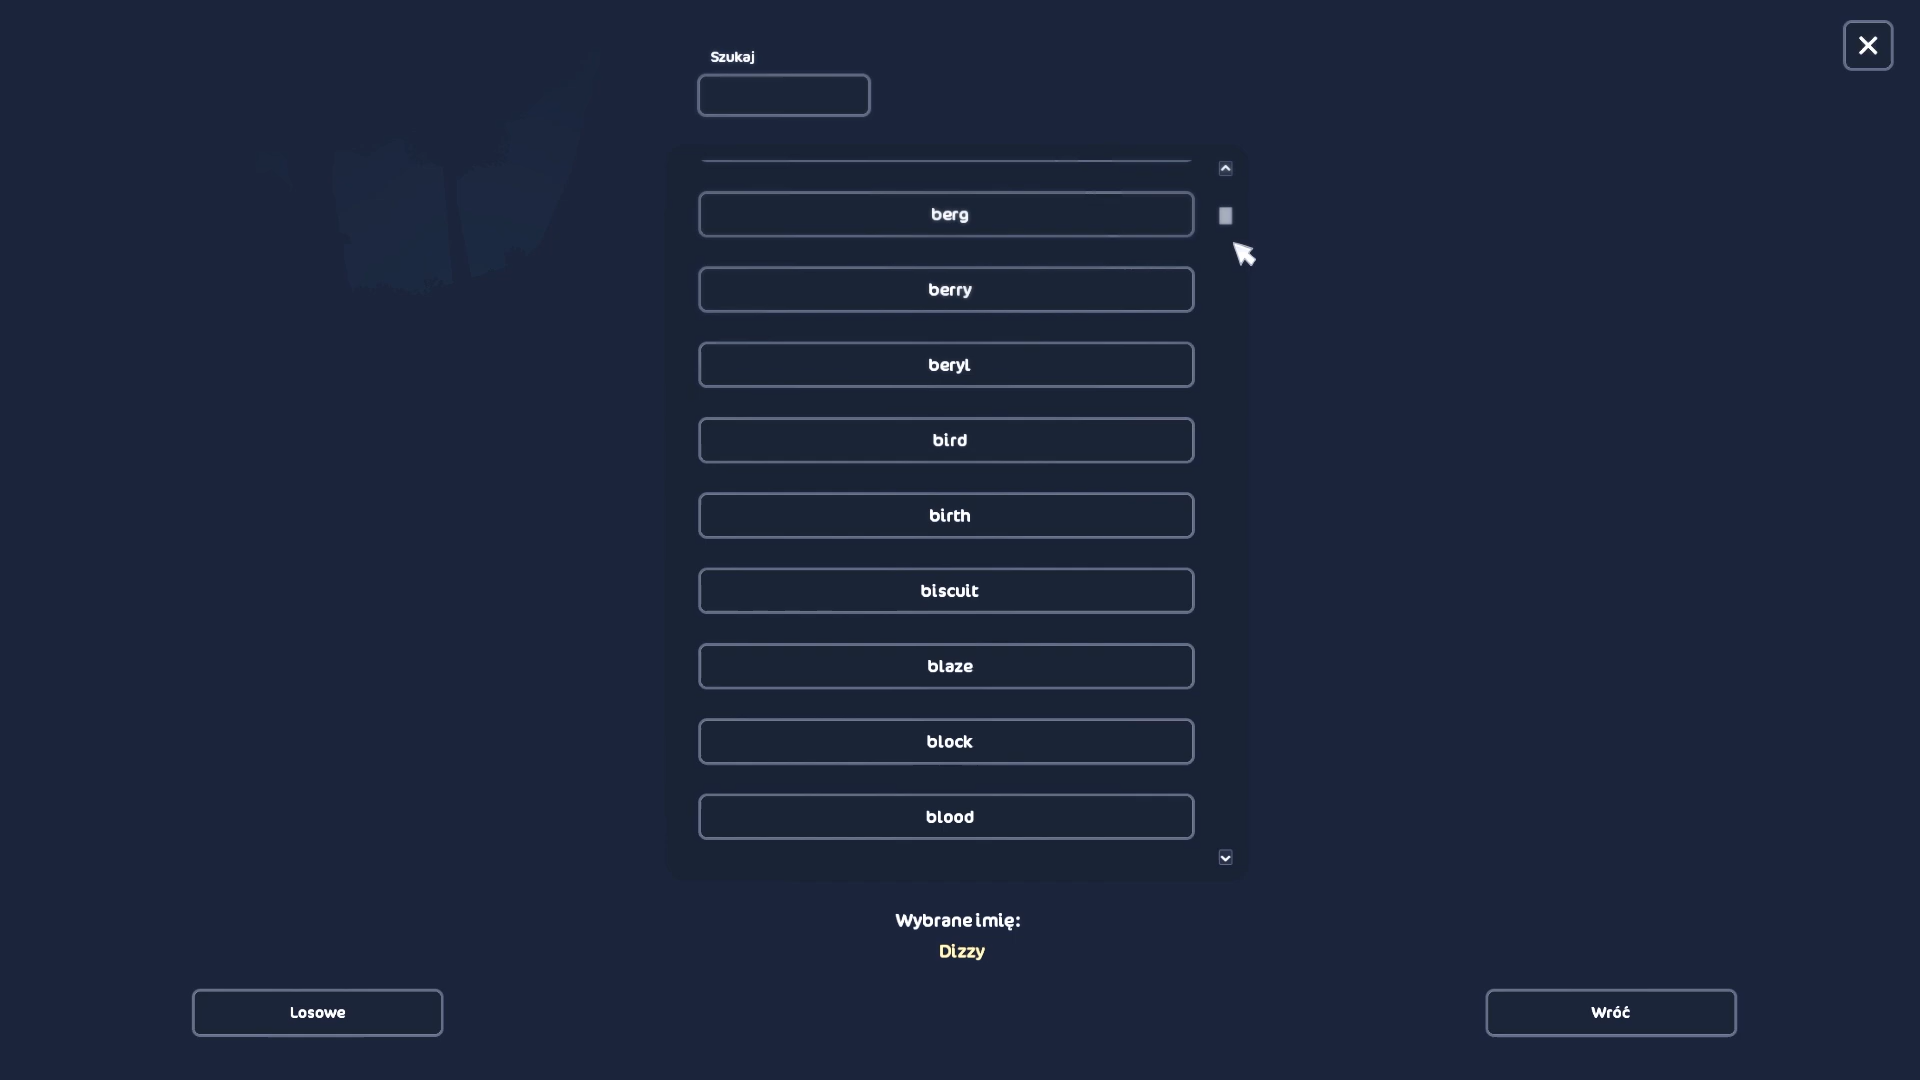 Szukaj
berg
berry
beryl
bird
birth
biscuit
blaze
block
blood
Wybrane imię:
Dizzy
Losowe
Wróć